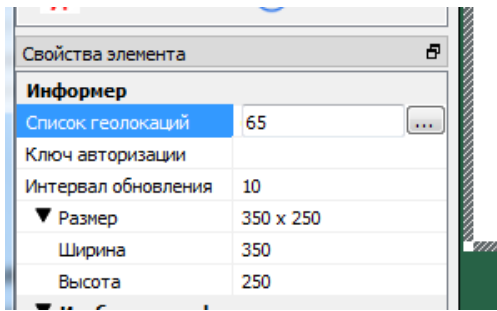 Свойства элемента
Информер
Список геолокаций 65 ...
Ключ авторизации
Интервал обновления 10
Размер 350 x 250
Ширина 350
Высота 250